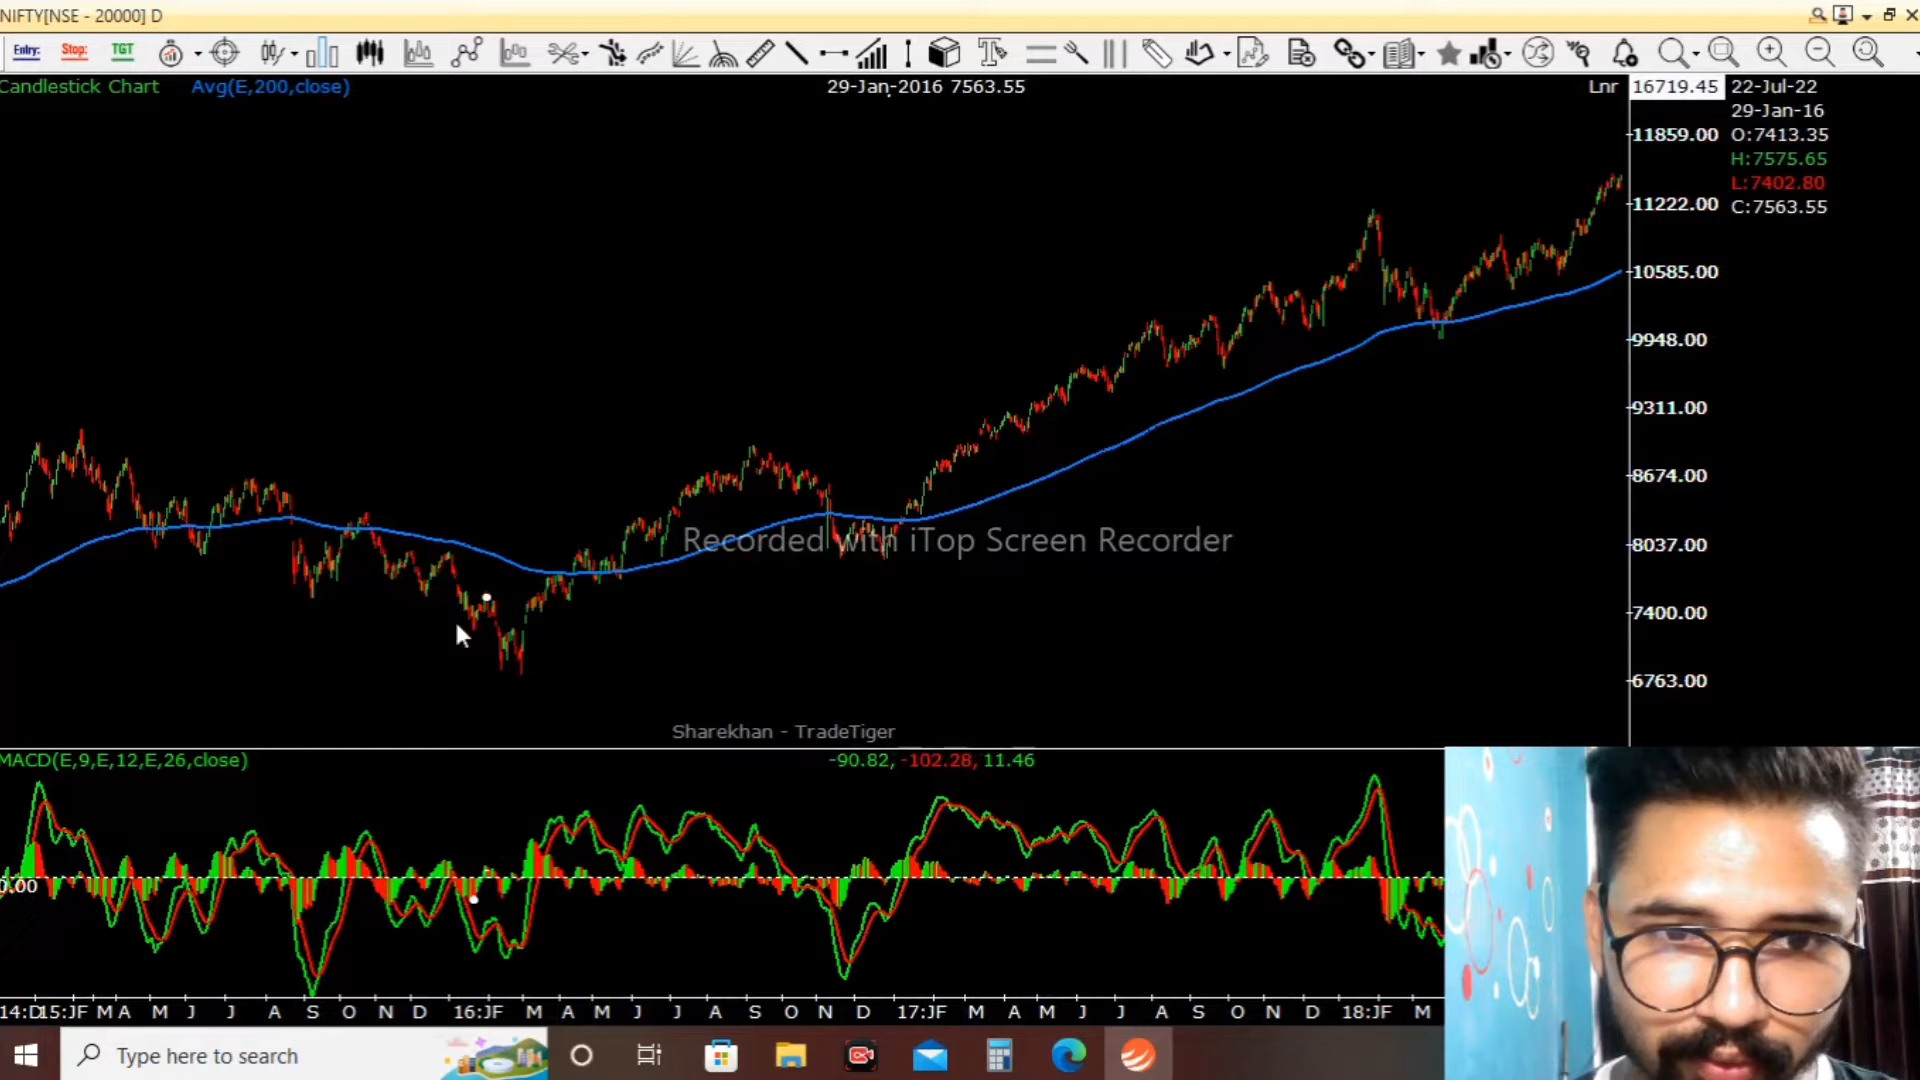 NIFTY[NSE - 20000] D
Entry: Stop: TGT
Candlestick Chart Avg(E,200,close) 29-Jan-2016 7563.55 Lnr 16719.45 22-Jul-22
29-Jan-16
11859.00 O:7413.35
H:7575.65
L:7402.80
11222.00 C:7563.55
10585.00
9948.00
9311.00
8674.00
Recorded with iTop Screen Recorder
8037.00
7400.00
6763.00
Sharekhan - TradeTiger
MACD(E,9,E,12,E,26,close) -90.82, -102.28, 11.46
0.00
14:D15:JF M A M J J A S O N D 16:JF M A M J J A S O N D 17:JF M A M J J A S O N D 18:JF M
Type here to search